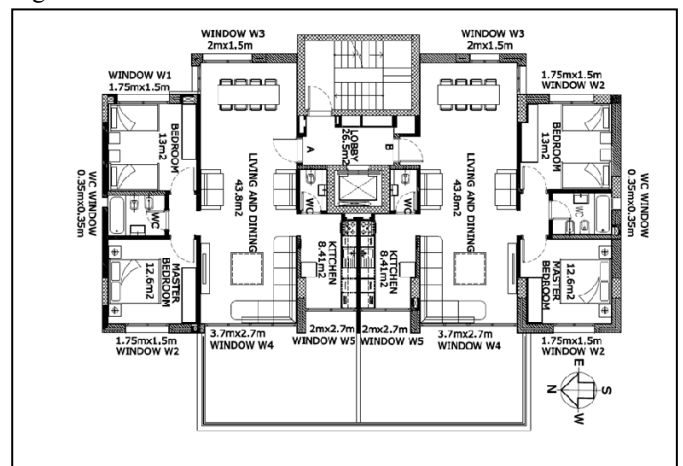 WINDOW W3
2mx1.5m
WINDOW W3
2mx1.5m
WINDOW W1
1.75mx1.5m
1.75mx1.5m
WINDOW W2
BEDROOM
13m2
LIVING AND DINING
43.8m2
LOBBY
26.5m2
A
B
LIVING AND DINING
43.8m2
BEDROOM
13m2
WC WINDOW
0.35mx0.35m
WC
WC
WC
WC
WC WINDOW
0.35mx0.35m
MASTER
BEDROOM
12.6m2
KITCHEN
8.41m2
KITCHEN
8.41m2
MASTER
BEDROOM
12.6m2
1.75mx1.5m
WINDOW W2
3.7mx2.7m
WINDOW W4
2mx2.7m
WINDOW W5
2mx2.7m
WINDOW W5
3.7mx2.7m
WINDOW W4
1.75mx1.5m
WINDOW W2
E
N
S
W